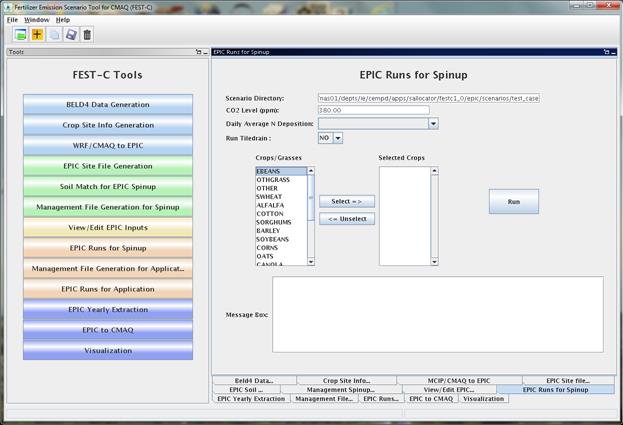 Fertilizer Emission Scenario Tool for CMAQ (FEST-C)
File Window Setup Help
Tools
FEST-C Tools
BELD4 Data Generation
Crop Site Info Generation
WRF/CMAQ to EPIC
EPIC Site File Generation
Soil Match for EPIC Spinup
Management File Generation for Spinup
View/Edit EPIC Inputs
EPIC Runs for Spinup
Management File Generation for Applicat...
EPIC Runs for Application
EPIC Yearly Extraction
EPIC to CMAQ
Visualization
EPIC Runs for Spinup
EPIC Runs for Spinup
Scenario Directory:
nas01/depts/ie/cempd/apps/sallocator/festc1_0/epic/scenarios/test_case
CO2 Level (ppm):
380.00
Daily Average N Deposition:
Run Tiledrain :
NO
Crops/Grasses
EBEANS
OTHGRASS
OTHER
SWHEAT
ALFALFA
COTTON
SORGHUMS
BARLEY
SOYBEANS
CORNS
OATS
CANOLA
Select =>
<= Unselect
Selected Crops
Run
Message Box:
Beld4 Data... Crop Site Info... MCIP/CMAQ to EPIC EPIC Site file...
EPIC Soil ... Management Spinup... View/Edit EPIC... EPIC Runs for Spinup
EPIC Yearly Extraction Management File... EPIC Runs... EPIC to CMAQ Visualization